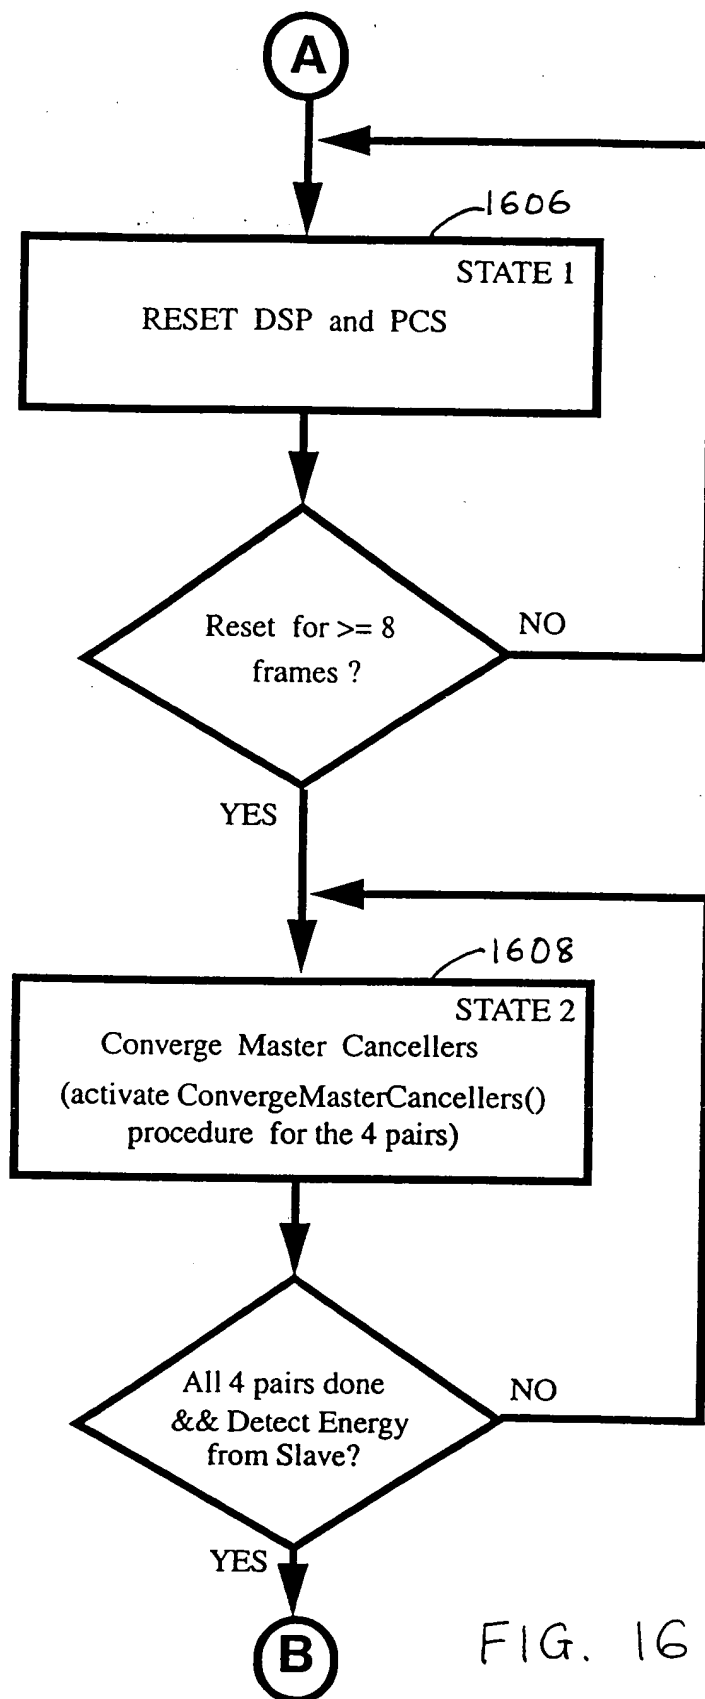 A
1606
STATE 1
RESET DSP and PCS
Reset for >= 8
frames ?
NO
YES
1608
STATE 2
Converge Master Cancellers
(activate ConvergeMasterCancellers()
procedure for the 4 pairs)
All 4 pairs done
&& Detect Energy
from Slave?
NO
YES
B
FIG. 16